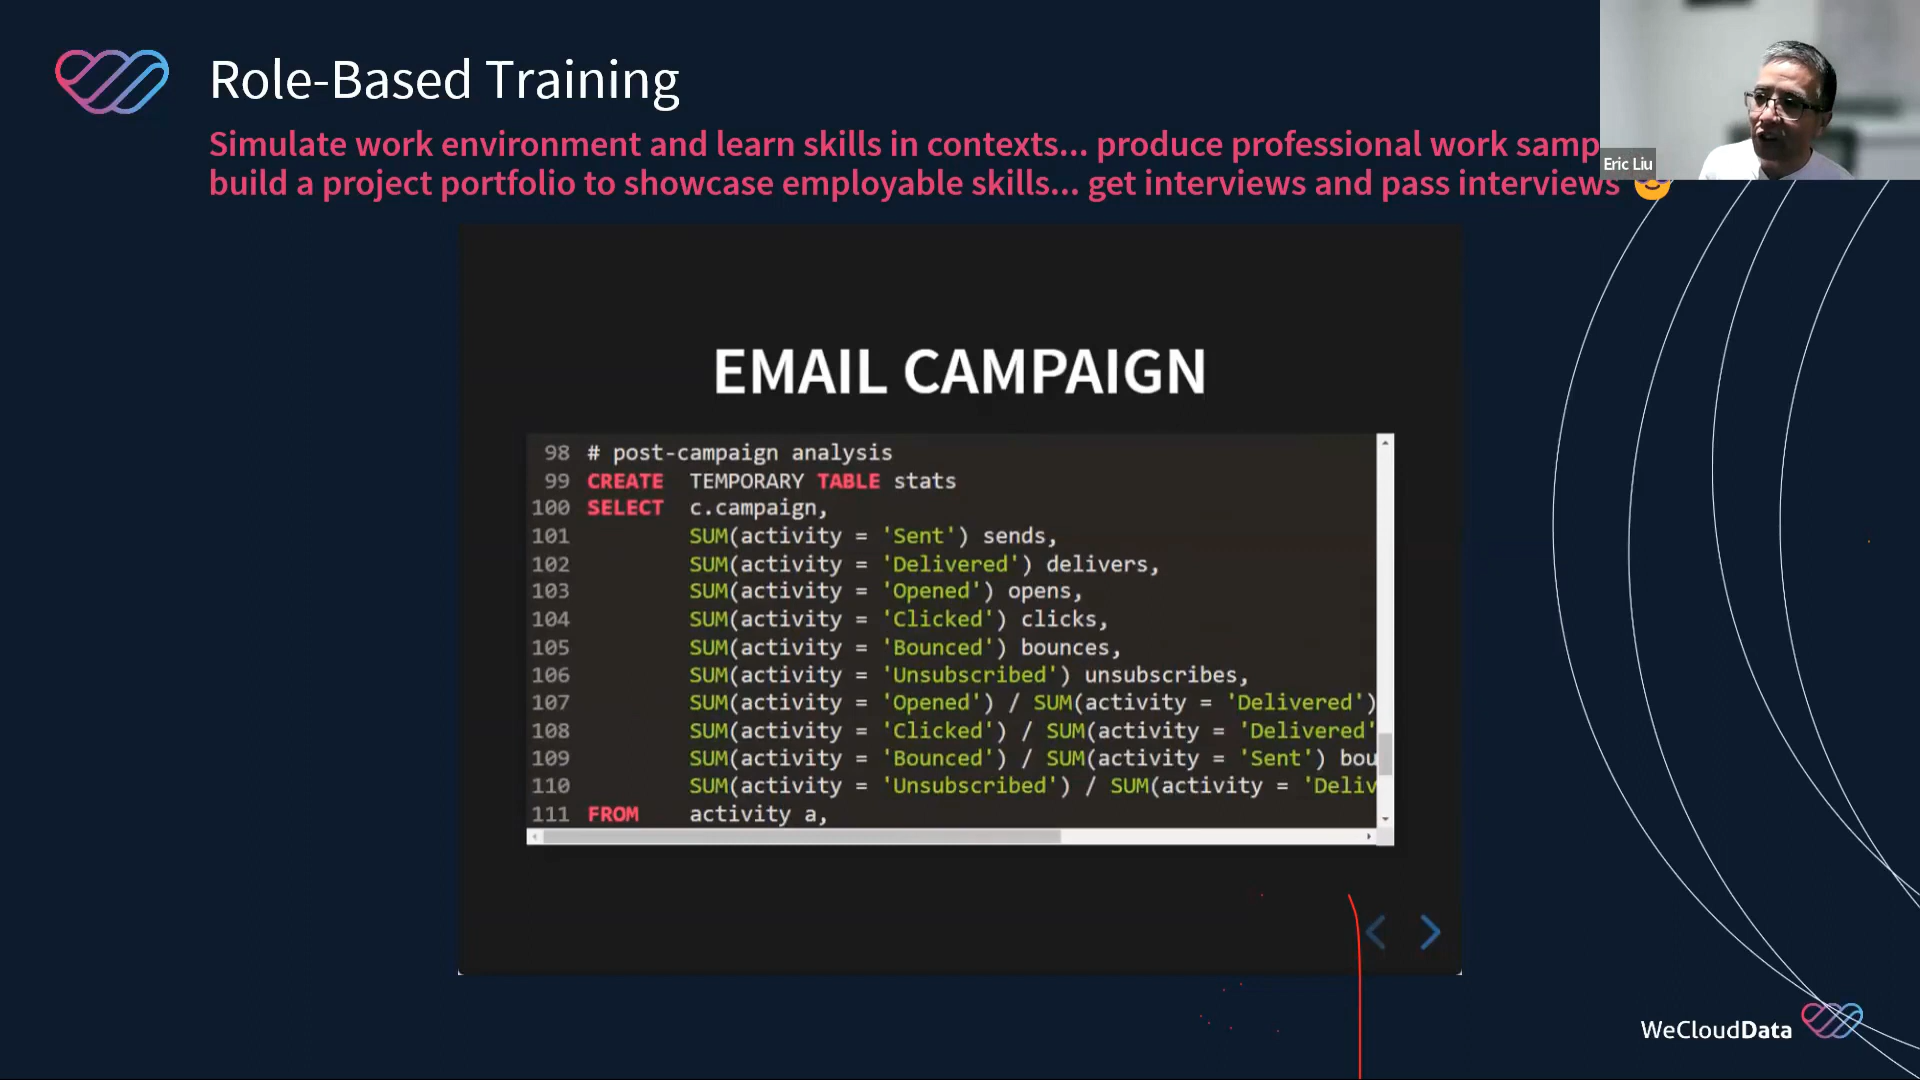 Role-Based Training
Simulate work environment and learn skills in contexts... produce professional work samp
build a project portfolio to showcase employable skills... get interviews and pass interviews
Eric Liu
EMAIL CAMPAIGN
98 # post-campaign analysis
99 CREATE TEMPORARY TABLE stats
100 SELECT c.campaign,
101 SUM(activity = 'Sent') sends,
102 SUM(activity = 'Delivered') delivers,
103 SUM(activity = 'Opened') opens,
104 SUM(activity = 'Clicked') clicks,
105 SUM(activity = 'Bounced') bounces,
106 SUM(activity = 'Unsubscribed') unsubscribes,
107 SUM(activity = 'Opened') / SUM(activity = 'Delivered')
108 SUM(activity = 'Clicked') / SUM(activity = 'Delivered'
109 SUM(activity = 'Bounced') / SUM(activity = 'Sent') bou
110 SUM(activity = 'Unsubscribed') / SUM(activity = 'Deliv
111 FROM activity a,
WeCloudData